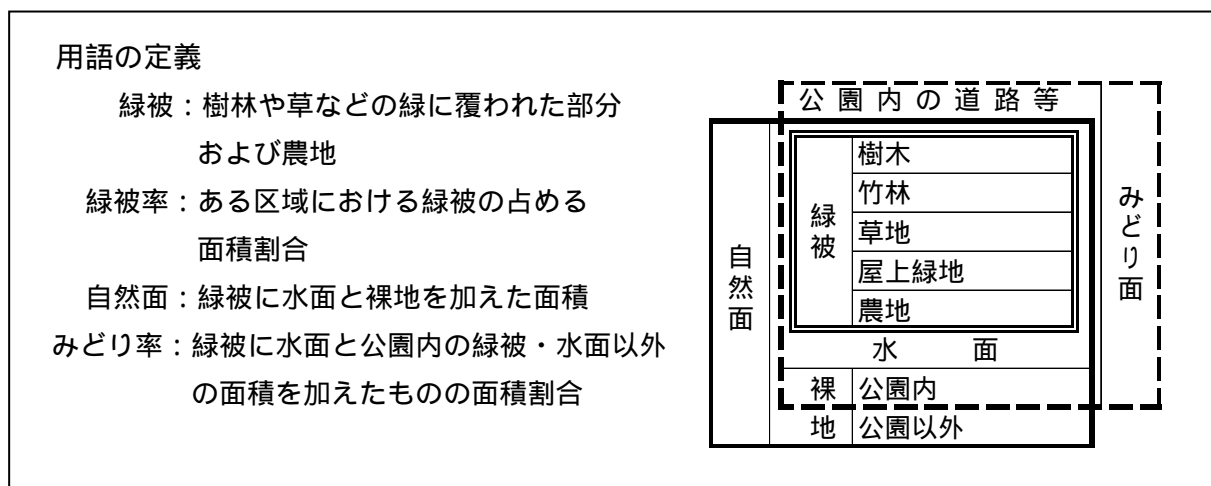 用語の定義
緑被：樹林や草などの緑に覆われた部分
および農地
緑被率：ある区域における緑被の占める
面積割合
自然面：緑被に水面と裸地を加えた面積
みどり率：緑被に水面と公園内の緑被・水面以外
の面積を加えたものの面積割合
公園内の道路等
自然面
緑被
樹木
竹林
草地
屋上緑地
農地
水面
裸地
公園内
公園以外
みどり面